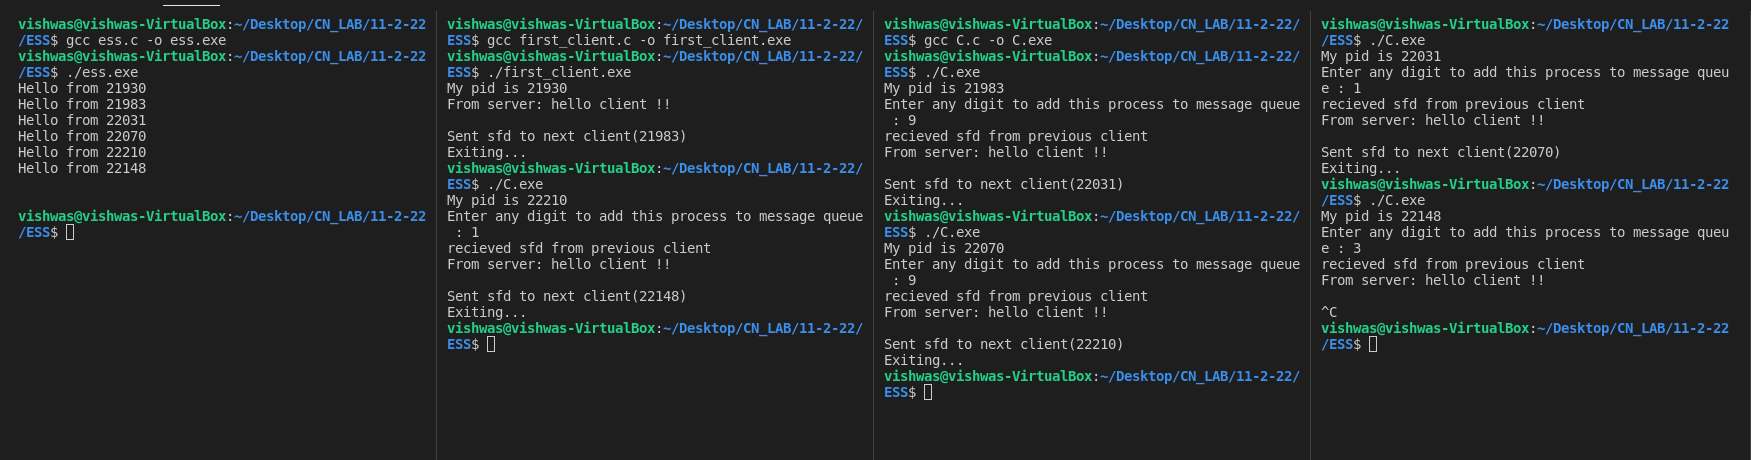 vishwas@vishwas-VirtualBox:~/Desktop/CN_LAB/11-2-22
/ESS$ gcc ess.c -o ess.exe
vishwas@vishwas-VirtualBox:~/Desktop/CN_LAB/11-2-22
/ESS$ ./ess.exe
Hello from 21930
Hello from 21983
Hello from 22031
Hello from 22070
Hello from 22210
Hello from 22148
vishwas@vishwas-VirtualBox:~/Desktop/CN_LAB/11-2-22
/ESS$
vishwas@vishwas-VirtualBox:~/Desktop/CN_LAB/11-2-22/
ESS$ gcc first_client.c -o first_client.exe
vishwas@vishwas-VirtualBox:~/Desktop/CN_LAB/11-2-22/
ESS$ ./first_client.exe
My pid is 21930
From server: hello client !!
Sent sfd to next client(21983)
Exiting...
vishwas@vishwas-VirtualBox:~/Desktop/CN_LAB/11-2-22/
ESS$ ./C.exe
My pid is 22210
Enter any digit to add this process to message queue
 : 1
recieved sfd from previous client
From server: hello client !!
Sent sfd to next client(22148)
Exiting...
vishwas@vishwas-VirtualBox:~/Desktop/CN_LAB/11-2-22/
ESS$
vishwas@vishwas-VirtualBox:~/Desktop/CN_LAB/11-2-22/
ESS$ gcc C.c -o C.exe
vishwas@vishwas-VirtualBox:~/Desktop/CN_LAB/11-2-22/
ESS$ ./C.exe
My pid is 21983
Enter any digit to add this process to message queue
 : 9
recieved sfd from previous client
From server: hello client !!
Sent sfd to next client(22031)
Exiting...
vishwas@vishwas-VirtualBox:~/Desktop/CN_LAB/11-2-22/
ESS$ ./C.exe
My pid is 22070
Enter any digit to add this process to message queue
 : 9
recieved sfd from previous client
From server: hello client !!
Sent sfd to next client(22210)
Exiting...
vishwas@vishwas-VirtualBox:~/Desktop/CN_LAB/11-2-22/
ESS$
vishwas@vishwas-VirtualBox:~/Desktop/CN_LAB/11-2-22
/ESS$ ./C.exe
My pid is 22031
Enter any digit to add this process to message queu
e : 1
recieved sfd from previous client
From server: hello client !!
Sent sfd to next client(22070)
Exiting...
vishwas@vishwas-VirtualBox:~/Desktop/CN_LAB/11-2-22
/ESS$ ./C.exe
My pid is 22148
Enter any digit to add this process to message queu
e : 3
recieved sfd from previous client
From server: hello client !!
^C
vishwas@vishwas-VirtualBox:~/Desktop/CN_LAB/11-2-22
/ESS$